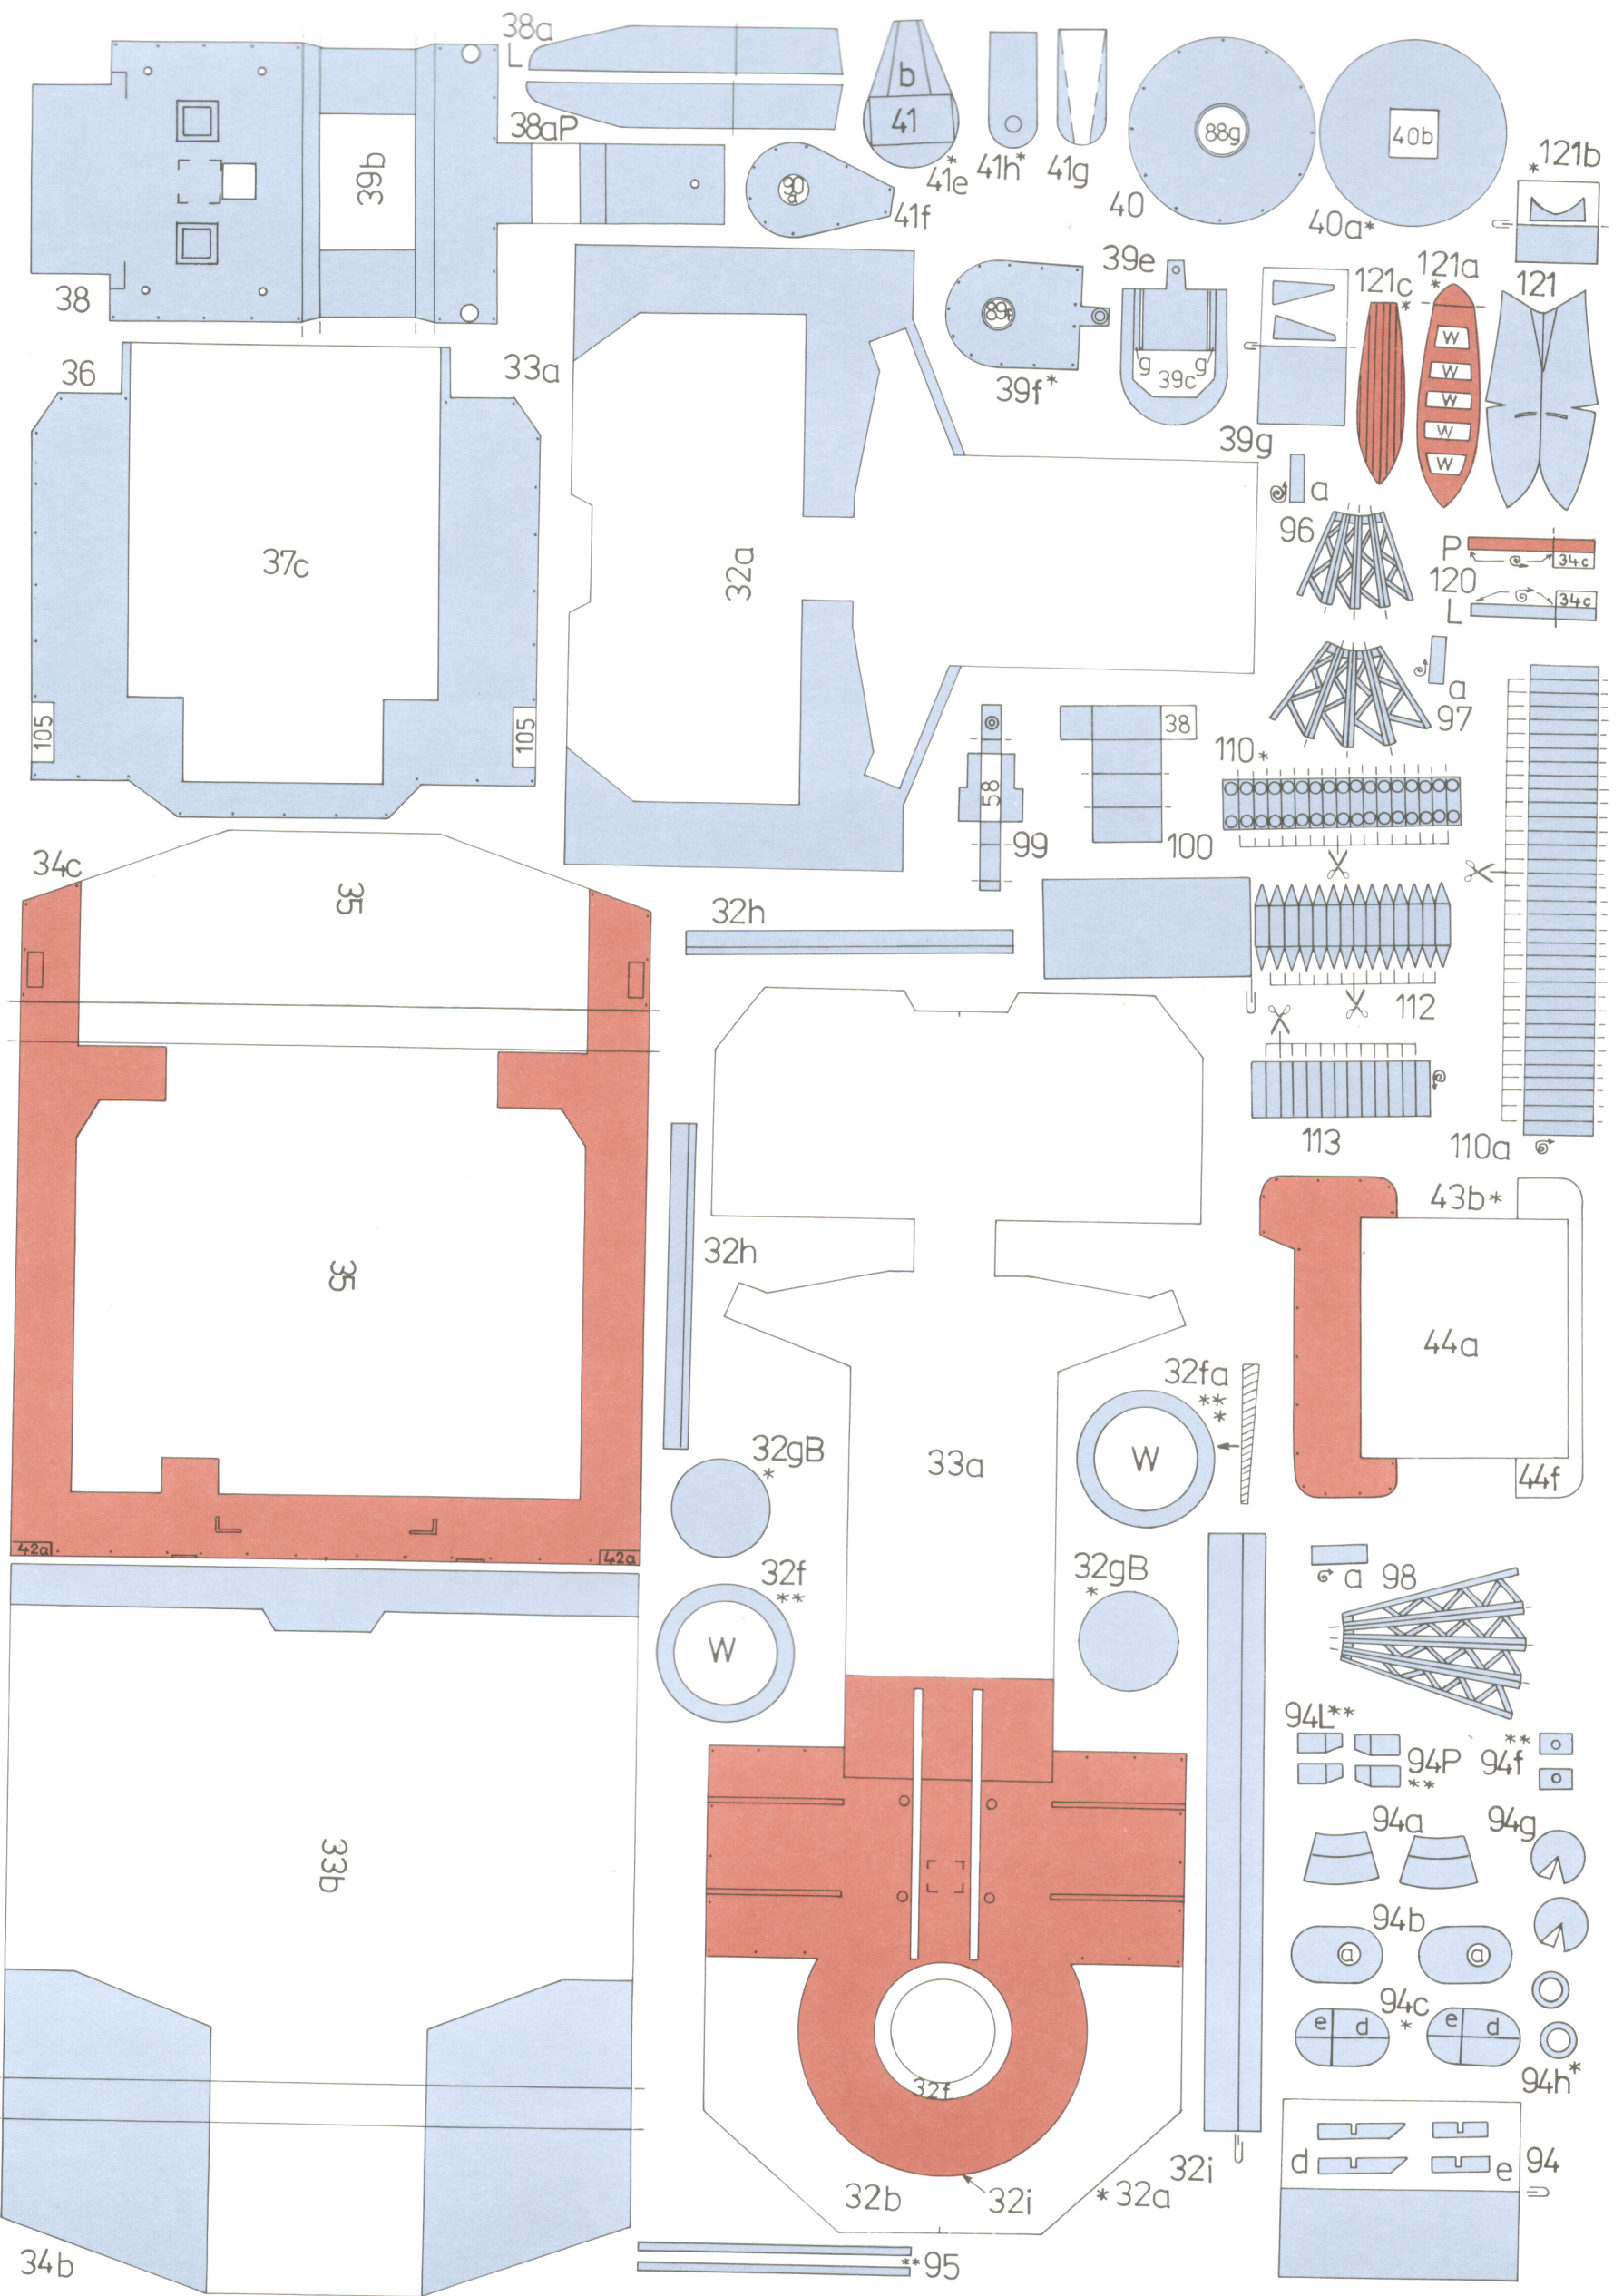 38a
L
38aP
b
41
*
41e
41h*
41g
88g
40
40b
40a*
*121b
39b
38
90
a
41f
39e
89f
39f*
g
g
39c
39g
121c
*
121a
*
W
W
W
W
W
121
36
33a
37c
105
105
32a
a
96
P
34c
120
34c
L
a
97
38
110*
58
99
100
34c
35
32h
112
113
110a
32h
35
43b*
44a
44f
32fa
**
*
W
33a
32gB
*
32f
**
W
32gB
*
42a
42a
a 98
94L**
94P
**
**
94f
94a
94g
94b
a
a
94c
*
e
d
e
d
94h*
33b
32f
32b
32i
*32a
32i
d
e
94
34b
**95